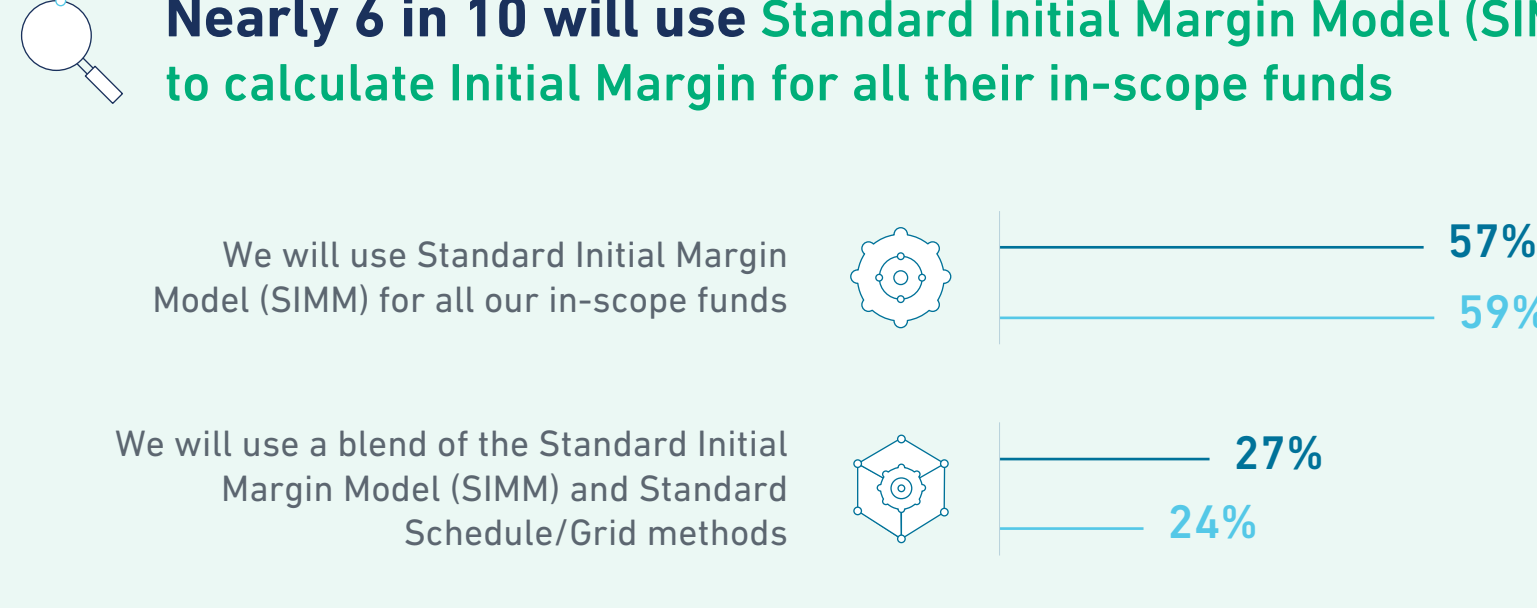 Nearly 6 in 10 will use Standard Initial Margin Model
to calculate Initial Margin for all their in-scope funds
We will use Standard Initial Margin
Model (SIMM) for all our in-scope funds
57%
59%
We will use a blend of the Standard Initial
Margin Model (SIMM) and Standard
Schedule/Grid methods
27%
24%